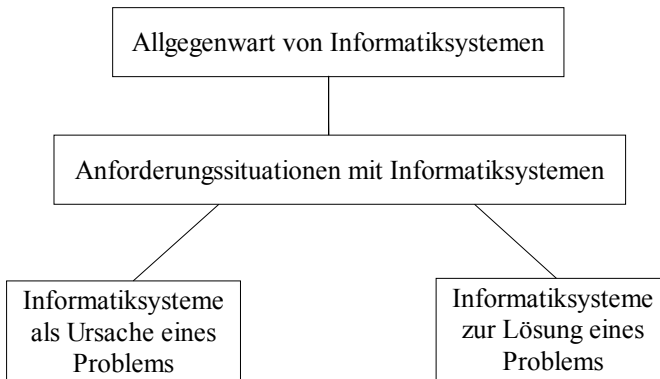 Allgegenwart von Informatiksystemen
Anforderungssituationen mit Informatiksystemen
Informatiksysteme
als Ursache eines
Problems
Informatiksysteme
zur Lösung eines
Problems